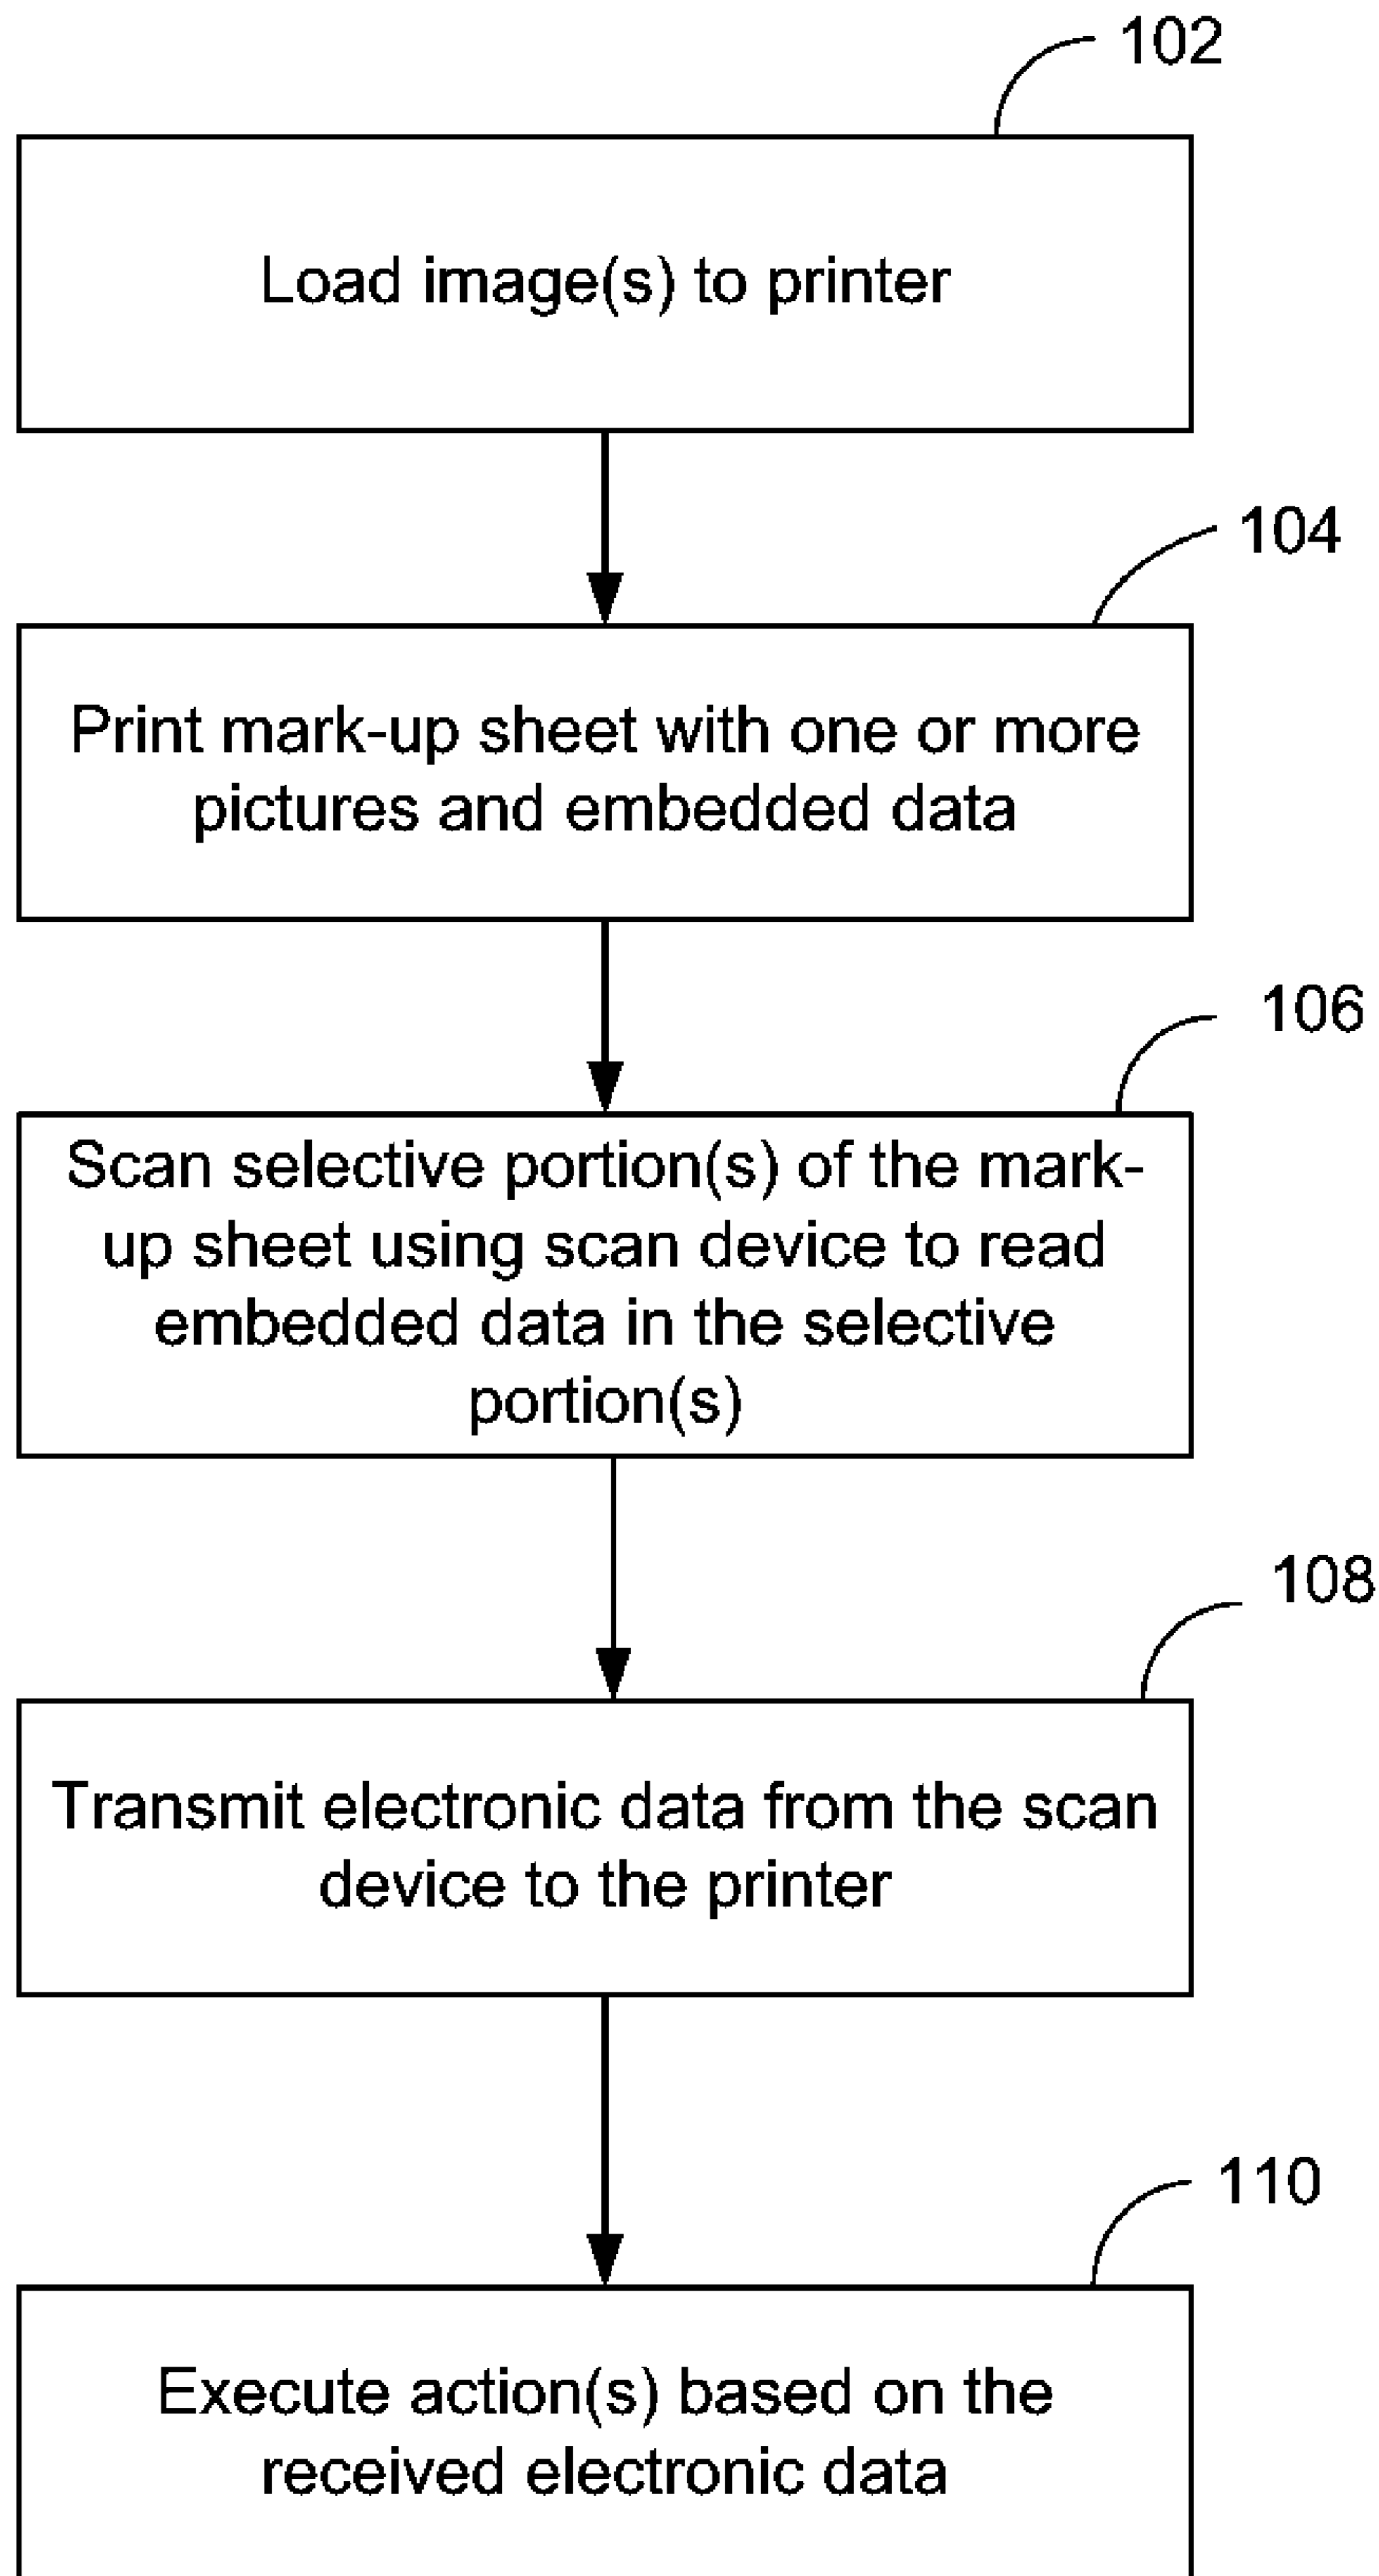 102
Load image(s) to printer
104
Print mark-up sheet with one or more
pictures and embedded data
106
Scan selective portion(s) of the mark-
up sheet using scan device to read
embedded data in the selective
portion(s)
108
Transmit electronic data from the scan
device to the printer
110
Execute action(s) based on the
received electronic data